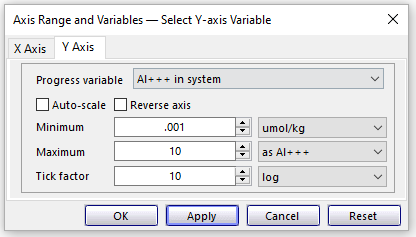 Axis Range and Variables — Select Y-axis Variable
X Axis Y Axis
Progress variable Al+++ in system
Auto-scale Reverse axis
Minimum .001 umol/kg
Maximum 10 as Al+++
Tick factor 10 log
OK Apply Cancel Reset